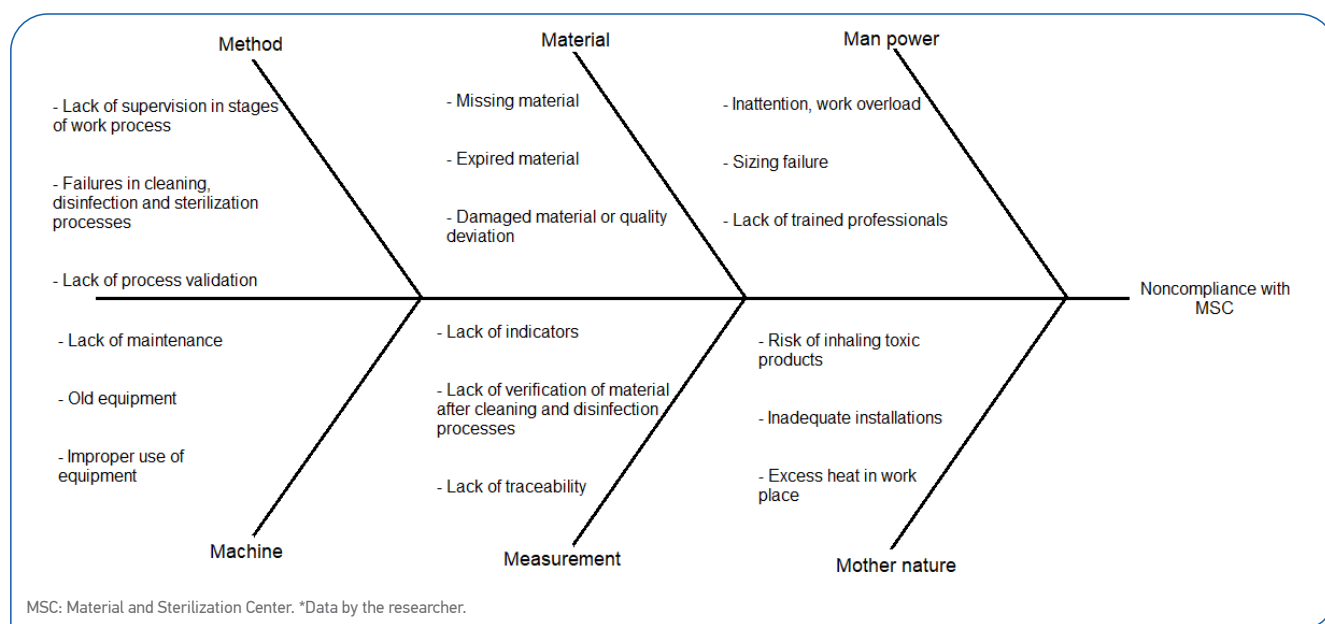 Method
Material
Man power
- Lack of supervision in stages
of work process
- Failures in cleaning,
disinfection and sterilization
processes
- Lack of process validation
- Missing material
- Expired material
- Damaged material or quality
deviation
- Inattention, work overload
- Sizing failure
- Lack of trained professionals
Noncompliance with
MSC
- Lack of maintenance
- Old equipment
- Improper use of
equipment
- Lack of indicators
- Lack of verification of material
after cleaning and disinfection
processes
- Lack of traceability
- Risk of inhaling toxic
products
- Inadequate installations
- Excess heat in work
place
Machine
Measurement
Mother nature
MSC: Material and Sterilization Center. *Data by the researcher.